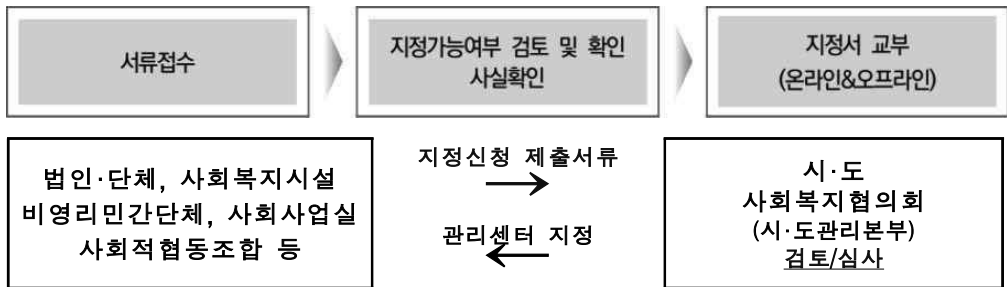 서류접수
지정가능여부 검토 및 확인
사실확인
지정서 교부
(온라인&오프라인)
법인·단체, 사회복지시설
비영리민간단체, 사회사업실
사회적협동조합 등
지정신청 제출서류
관리센터 지정
시·도
사회복지협의회
(시·도관리본부)
검토/심사